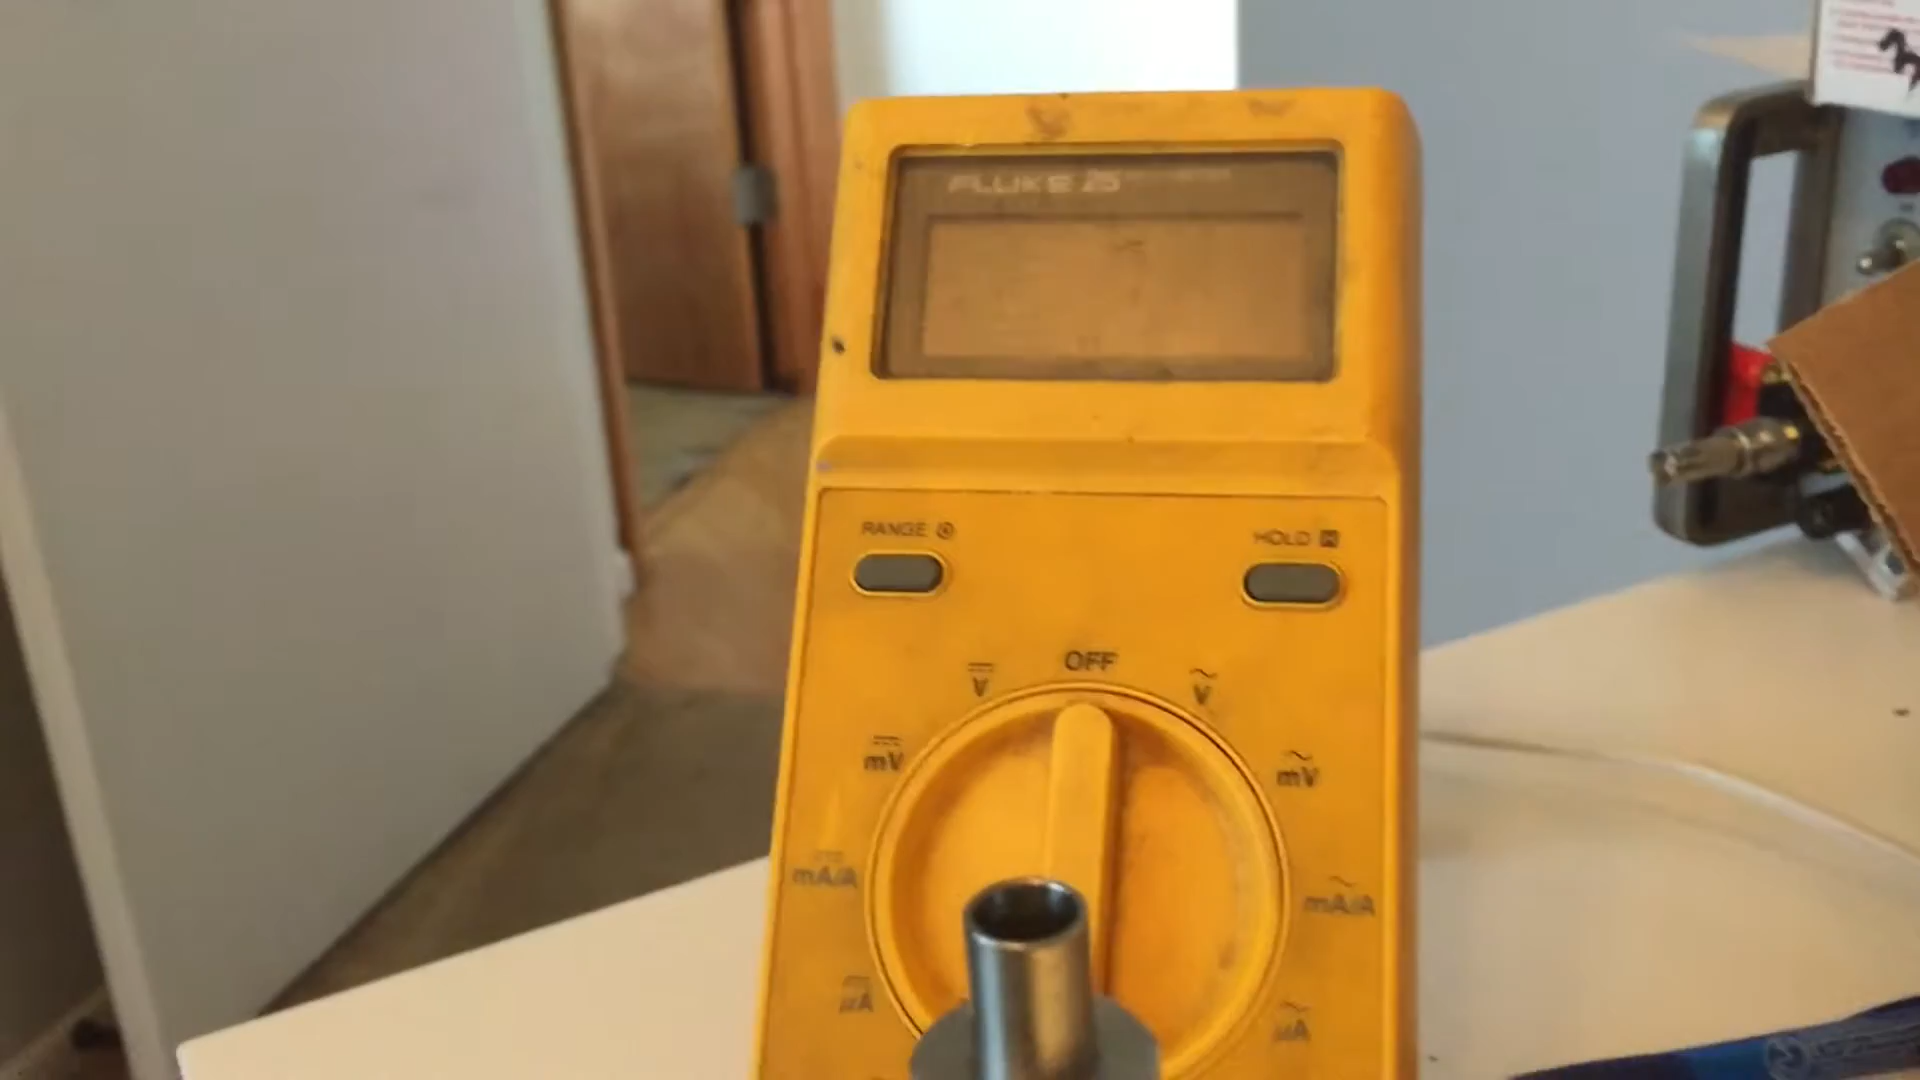 FLUKE 25
RANGE
HOLD H
OFF
V
V
mV
mV
mA/A
mA/A
µA
µA